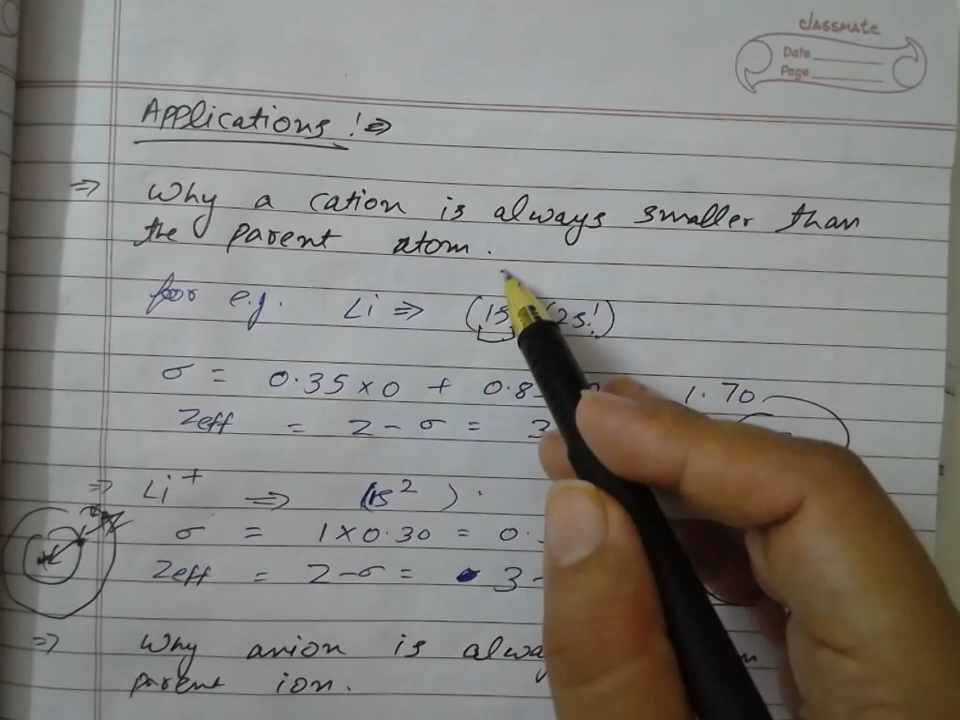 classmate
Date
Page
Applications !⇒
⇒ Why a cation is always smaller than
the parent atom.
for e.g. Li ⇒ (1s (2s¹)
σ = 0.35 x 0 + 0.8 1.70
Zeff = Z - σ = 3
⇒ Li⁺ ⇒ (1s² ).
σ = 1 x 0.30 = 0.
Zeff = Z - σ = 3 -
⇒ Why anion is
parent ion.